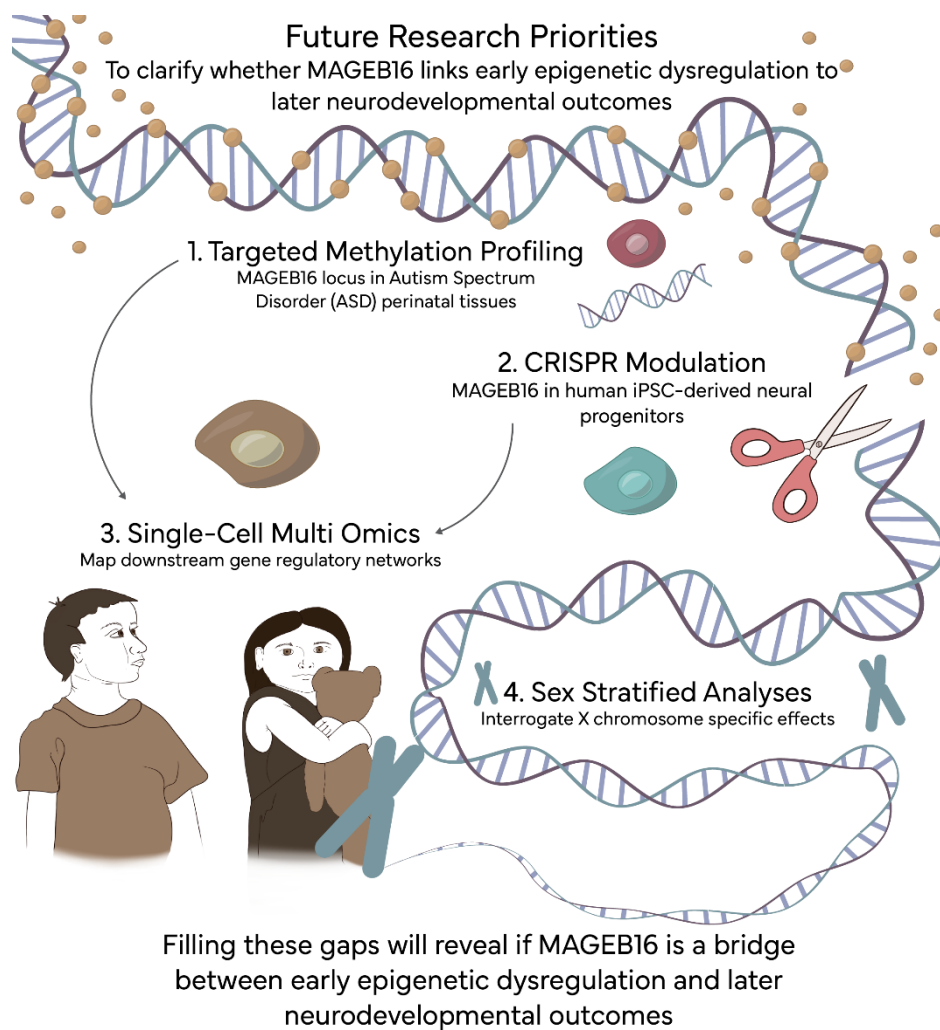 Future Research Priorities
To clarify whether MAGEB16 links early epigenetic dysregulation to
later neurodevelopmental outcomes
1. Targeted Methylation Profiling
MAGEB16 locus in Autism Spectrum
Disorder (ASD) perinatal tissues
2. CRISPR Modulation
MAGEB16 in human iPSC-derived neural
progenitors
3. Single-Cell Multi Omics
Map downstream gene regulatory networks
4. Sex Stratified Analyses
Interrogate X chromosome specific effects
Filling these gaps will reveal if MAGEB16 is a bridge
between early epigenetic dysregulation and later
neurodevelopmental outcomes